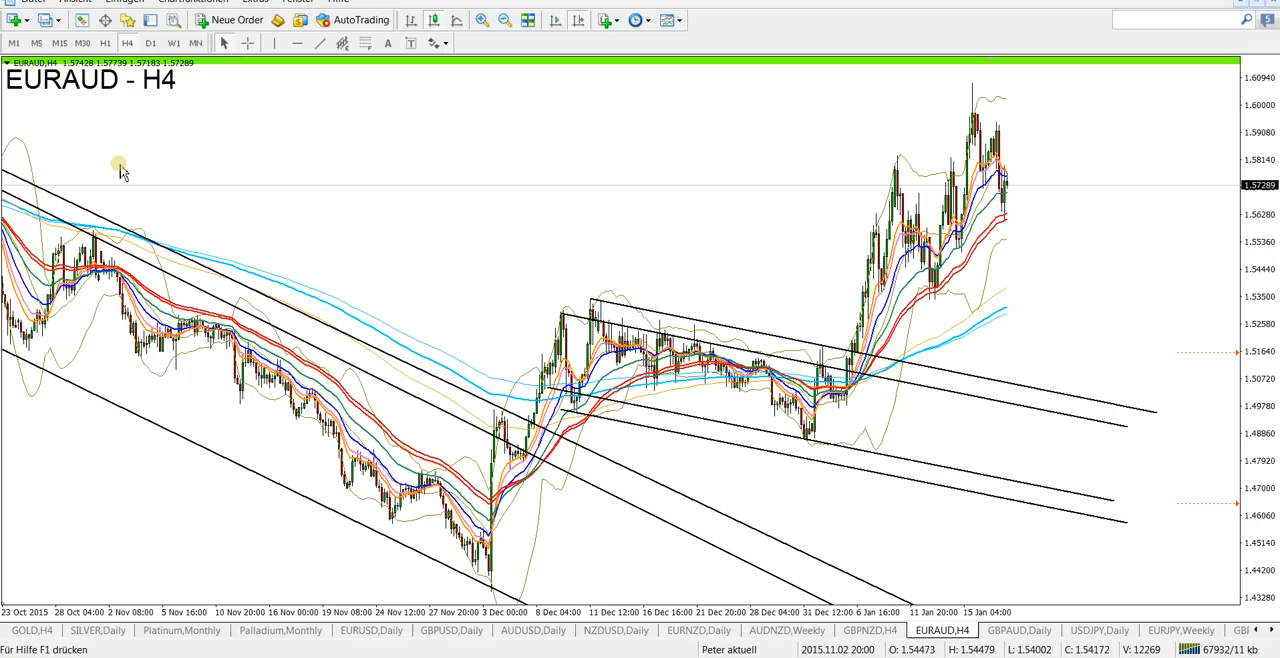 Datei Ansicht Einfügen Chartfunktionen Extras Fenster Hilfe
New Order AutoTrading
M1 M5 M15 M30 H1 H4 D1 W1 MN A T
EURAUD,H4 1.57428 1.57739 1.57183 1.57289
EURAUD - H4
1.60940
1.60000
1.59080
1.58140
1.57289
1.56280
1.55360
1.54440
1.53500
1.52580
1.51640
1.50720
1.49780
1.48860
1.47920
1.47000
1.46060
1.45140
1.44200
1.43280
23 Oct 2015 28 Oct 04:00 2 Nov 08:00 5 Nov 16:00 10 Nov 20:00 16 Nov 00:00 19 Nov 08:00 24 Nov 12:00 27 Nov 20:00 3 Dec 00:00 8 Dec 04:00 11 Dec 12:00 16 Dec 16:00 21 Dec 20:00 28 Dec 04:00 31 Dec 12:00 6 Jan 16:00 11 Jan 20:00 15 Jan 04:00
GOLD,H4 SILVER,Daily Platinum,Monthly Palladium,Monthly EURUSD,Daily GBPUSD,Daily AUDUSD,Daily NZDUSD,Daily EURNZD,Daily AUDNZD,Weekly GBPNZD,H4 EURAUD,H4 GBPAUD,Daily USDJPY,Daily EURJPY,Weekly
Für Hilfe F1 drücken Peter aktuell 2015.11.02 20:00 O: 1.54473 H: 1.54479 L: 1.54002 C: 1.54172 V: 12269 67932/11 kb